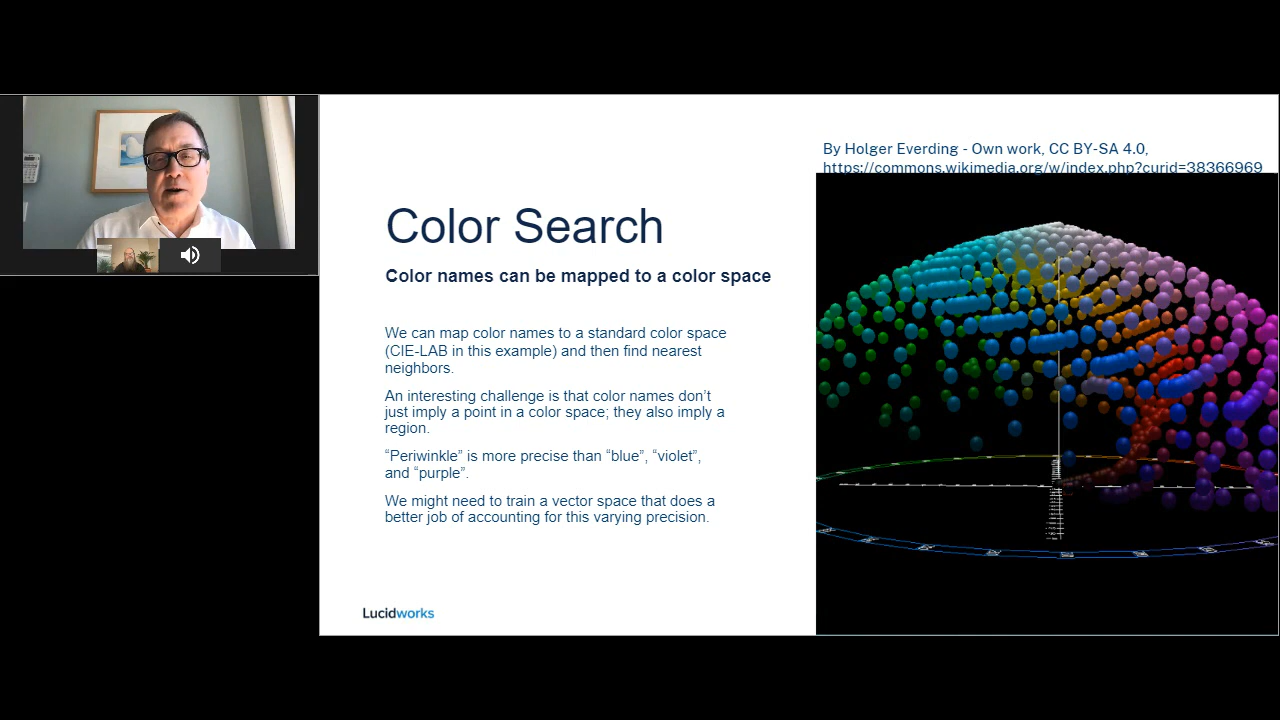 By Holger Everding - Own work, CC BY-SA 4.0,
https://commons.wikimedia.org/w/index.php?curid=38366969
Color Search
Color names can be mapped to a color space
We can map color names to a standard color space
(CIE-LAB in this example) and then find nearest
neighbors.
An interesting challenge is that color names don’t
just imply a point in a color space; they also imply a
region.
“Periwinkle” is more precise than “blue”, “violet”,
and “purple”.
We might need to train a vector space that does a
better job of accounting for this varying precision.
Lucidworks